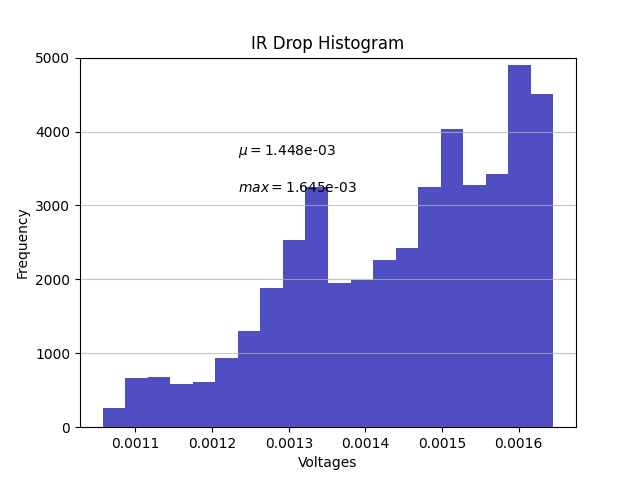 IR Drop Histogram
5000
4000
3000
2000
1000
0
Frequency
μ = 1.448e-03
max = 1.645e-03
0.0011 0.0012 0.0013 0.0014 0.0015 0.0016
Voltages